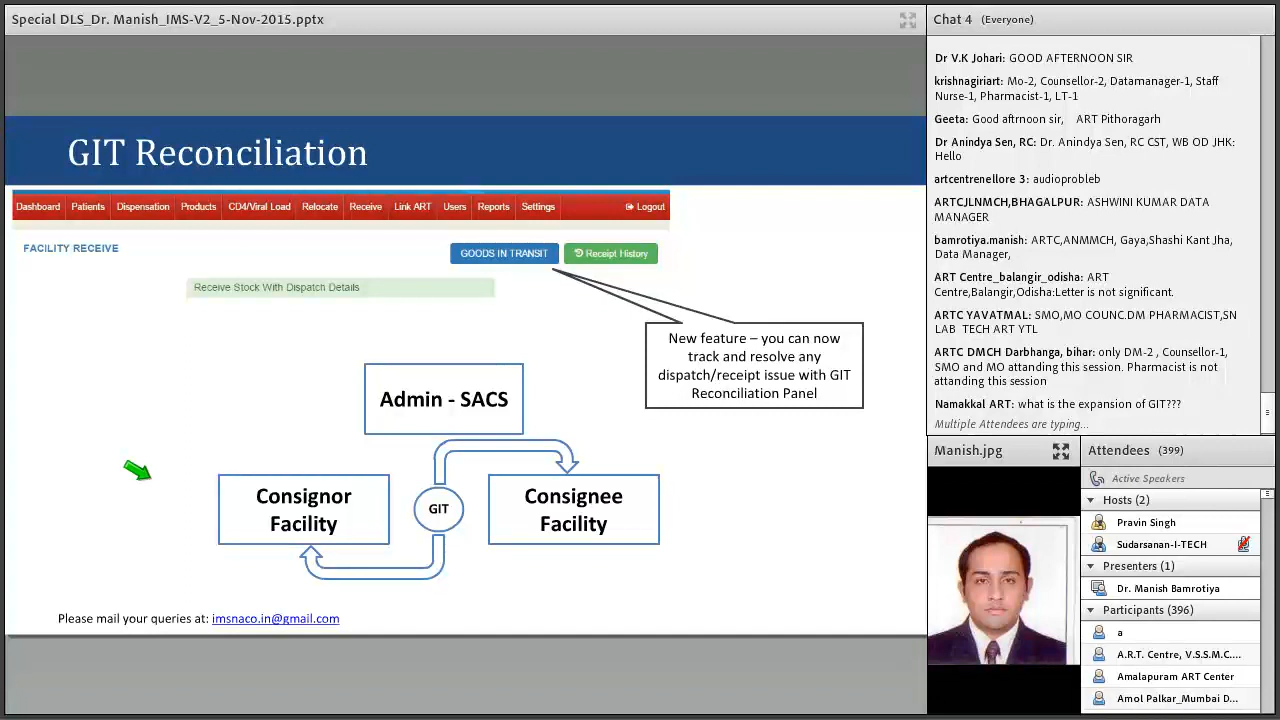 Special DLS_Dr. Manish_IMS-V2_5-Nov-2015.pptx
GIT Reconciliation
Dashboard Patients Dispensation Products CD4/Viral Load Relocate Receive Link ART Users Reports Settings Logout
FACILITY RECEIVE
GOODS IN TRANSIT
Receipt History
Receive Stock With Dispatch Details
New feature – you can now
track and resolve any
dispatch/receipt issue with GIT
Reconciliation Panel
Admin - SACS
Consignor
Facility
GIT
Consignee
Facility
Please mail your queries at: imsnaco.in@gmail.com
Chat 4 (Everyone)
Dr V.K Johari: GOOD AFTERNOON SIR
krishnagiriart: Mo-2, Counsellor-2, Datamanager-1, Staff
Nurse-1, Pharmacist-1, LT-1
Geeta: Good aftrnoon sir, ART Pithoragarh
Dr Anindya Sen, RC: Dr. Anindya Sen, RC CST, WB OD JHK:
Hello
artcentrenellore 3: audioprobleb
ARTC,JLNMCH,BHAGALPUR: ASHWINI KUMAR DATA
MANAGER
bamrotiya.manish: ARTC,ANMMCH, Gaya,Shashi Kant Jha,
Data Manager,
ART Centre_balangir_odisha: ART
Centre,Balangir,Odisha:Letter is not significant.
ARTC YAVATMAL: SMO,MO COUNC.DM PHARMACIST,SN
LAB TECH ART YTL
ARTC DMCH Darbhanga, bihar: only DM-2 , Counsellor-1,
SMO and MO attanding this session. Pharmacist is not
attanding this session
Namakkal ART: what is the expansion of GIT???
Multiple Attendees are typing...
Manish.jpg
Attendees (399)
Active Speakers
Hosts (2)
Pravin Singh
Sudarsanan-I-TECH
Presenters (1)
Dr. Manish Bamrotiya
Participants (396)
a
A.R.T. Centre, V.S.S.M.C....
Amalapuram ART Center
Amol Palkar_Mumbai D...